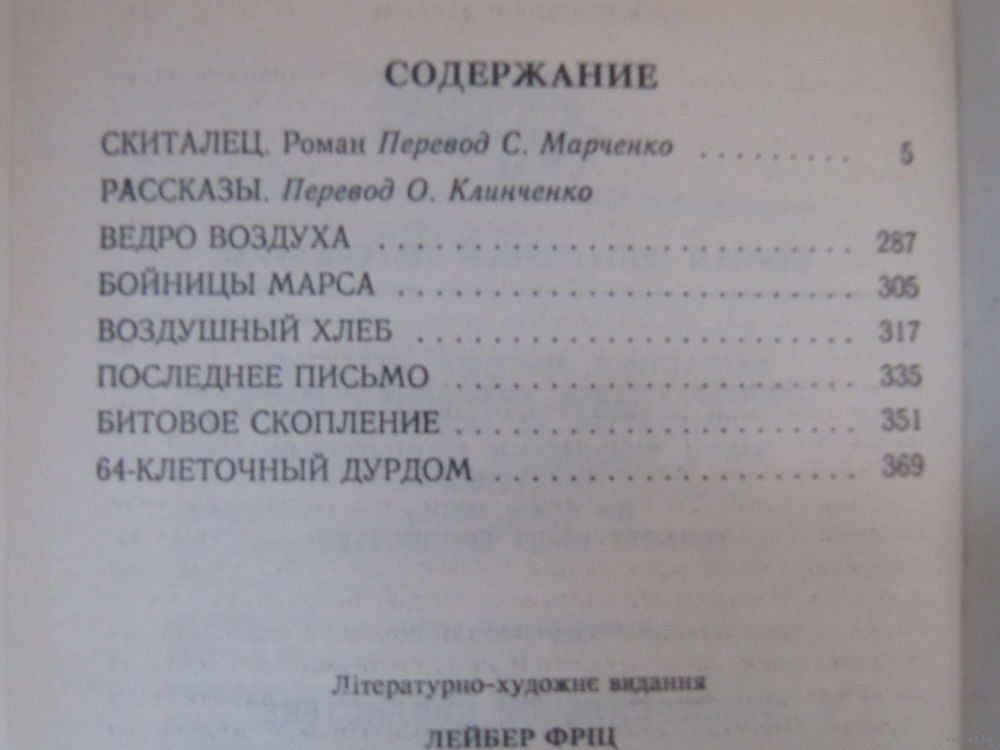 СОДЕРЖАНИЕ
СКИТАЛЕЦ. Роман Перевод С. Марченко ......... 5
РАССКАЗЫ. Перевод О. Клинченко
ВЕДРО ВОЗДУХА ........................... 287
БОЙНИЦЫ МАРСА .......................... 305
ВОЗДУШНЫЙ ХЛЕБ ......................... 317
ПОСЛЕДНЕЕ ПИСЬМО ....................... 335
БИТОВОЕ СКОПЛЕНИЕ ....................... 351
64-КЛЕТОЧНЫЙ ДУРДОМ .................... 369
Літературно-художнє видання
ЛЕЙБЕР ФРІЦ